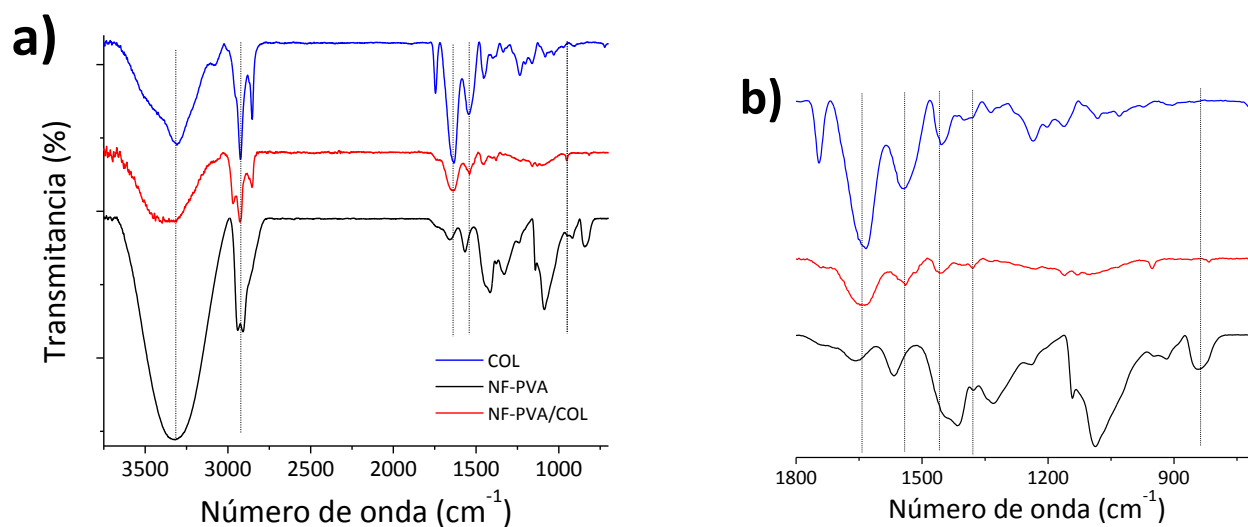 a)
Transmitancia (%)
COL
NF-PVA
NF-PVA/COL
3500 3000 2500 2000 1500 1000
Número de onda (cm⁻¹)
b)
1800 1500 1200 900
Número de onda (cm⁻¹)